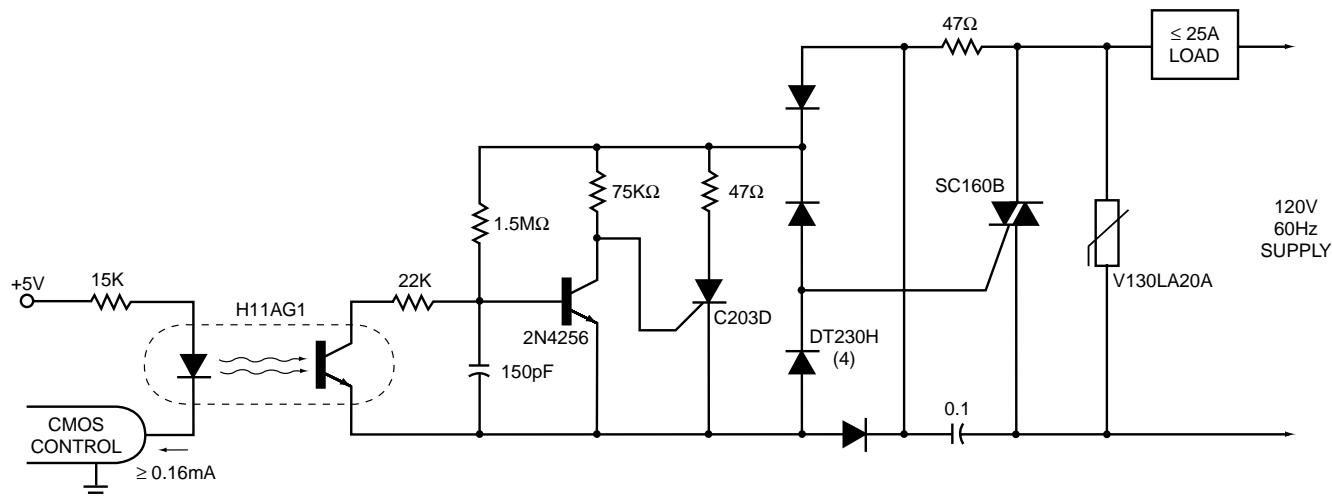 47Ω
≤ 25A
LOAD
75KΩ
47Ω
SC160B
1.5MΩ
120V
60Hz
SUPPLY
+5V
15K
22K
V130LA20A
H11AG1
C203D
2N4256
DT230H
(4)
150pF
0.1
CMOS
CONTROL
≥ 0.16mA